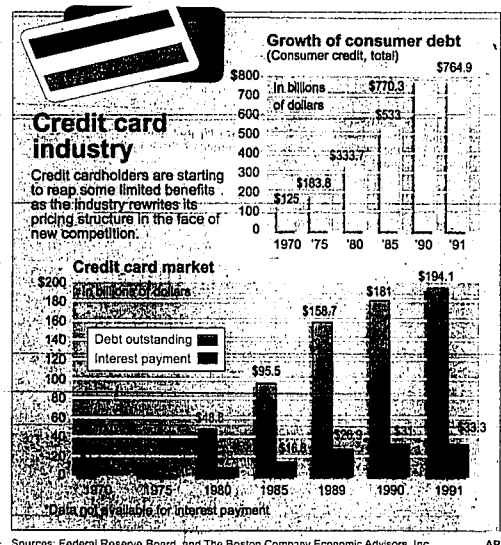 Growth of consumer debt
(Consumer credit, total)
$800
700
600
500
400
300
200
100
0
In billions
of dollars
$125
$183.8
$333.7
$533
$770.3
$764.9
1970 '75 '80 '85 '90 '91
Credit card
industry
Credit cardholders are starting
to reap some limited benefits
as the industry rewrites its
pricing structure in the face of
new competition.
Credit card market
$200
180
160
140
120
100
80
60
40
20
In billions of dollars
Debt outstanding
Interest payment
$95.5
$16.8
$158.7
$181
$194.1
$33.3
1970 1975 1980 1985 1989 1990 1991
*Data not available for interest payment
Sources: Federal Reserve Board, and The Boston Company Economic Advisors, Inc.